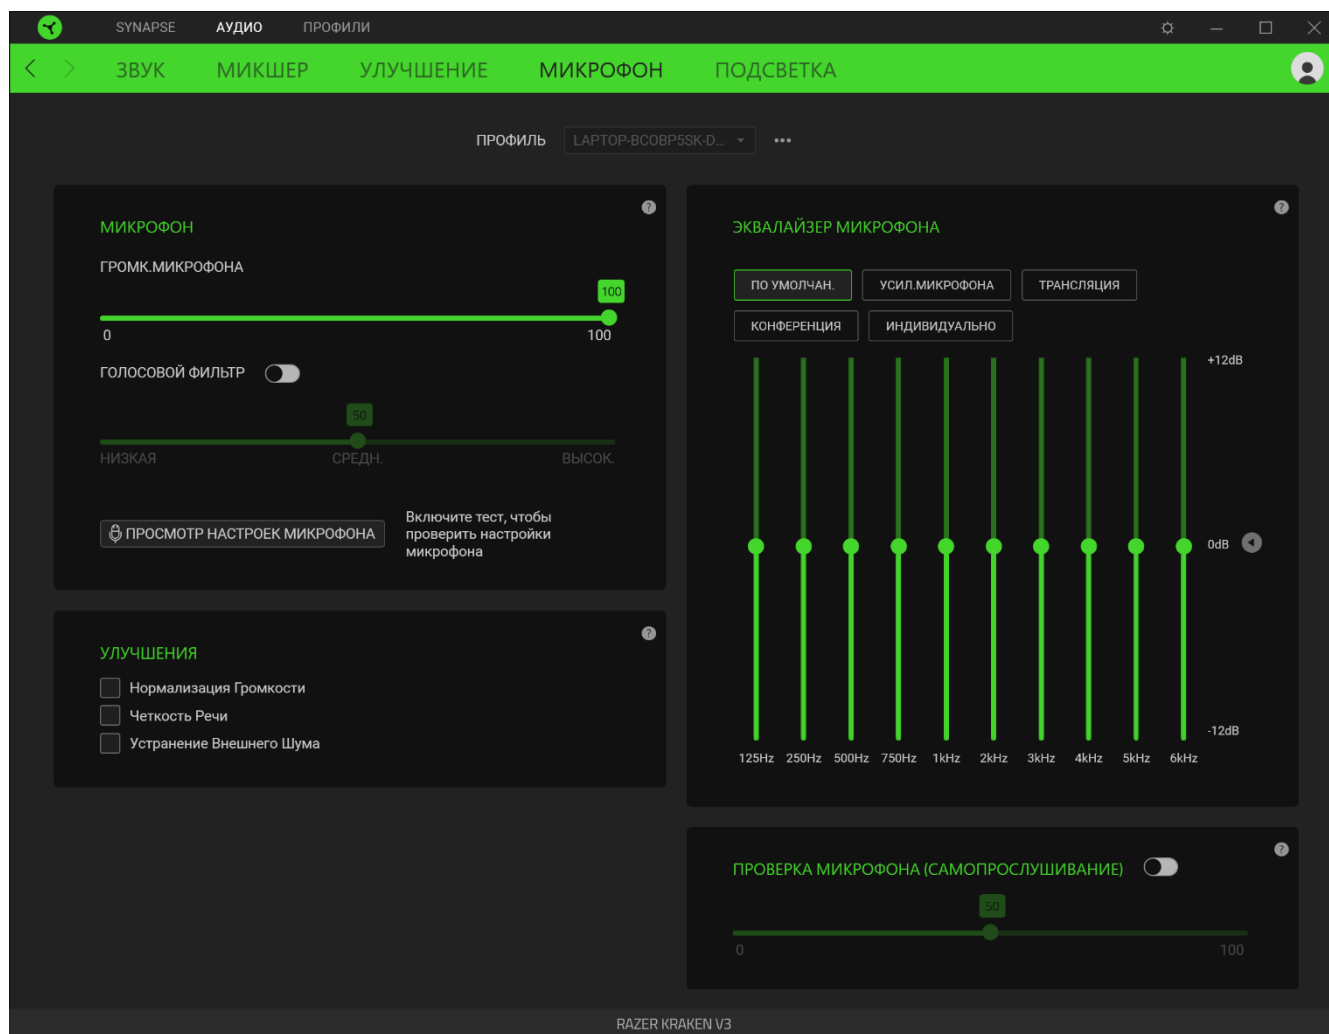 SYNAPSE АУДИО ПРОФИЛИ
ЗВУК МИКШЕР УЛУЧШЕНИЕ МИКРОФОН ПОДСВЕТКА
ПРОФИЛЬ LAPTOP-BCOBP5SK-D...
МИКРОФОН
ГРОМК.МИКРОФОНА
100
0 100
ГОЛОСОВОЙ ФИЛЬТР
50
НИЗКАЯ СРЕДН. ВЫСОК.
ПРОСМОТР НАСТРОЕК МИКРОФОНА
Включите тест, чтобы
проверить настройки
микрофона
УЛУЧШЕНИЯ
Нормализация Громкости
Четкость Речи
Устранение Внешнего Шума
ЭКВАЛАЙЗЕР МИКРОФОНА
ПО УМОЛЧАН. УСИЛ.МИКРОФОНА ТРАНСЛЯЦИЯ
КОНФЕРЕНЦИЯ ИНДИВИДУАЛЬНО
+12dB
0dB
-12dB
125Hz 250Hz 500Hz 750Hz 1kHz 2kHz 3kHz 4kHz 5kHz 6kHz
ПРОВЕРКА МИКРОФОНА (САМОПРОСЛУШИВАНИЕ)
50
0 100
RAZER KRAKEN V3